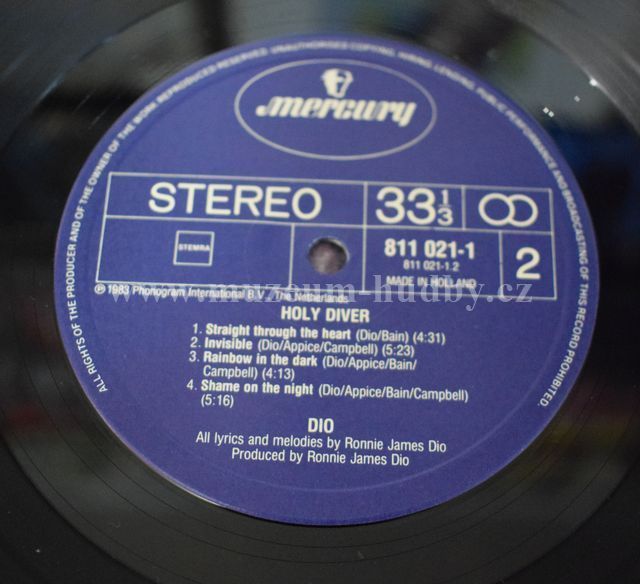 ALL RIGHTS OF THE PRODUCER AND OF THE OWNER OF THE WORK REPRODUCED RESERVED. UNAUTHORISED COPYING, HIRING, LENDING, PUBLIC PERFORMANCE AND BROADCASTING OF THIS RECORD PROHIBITED.
mercury
STEREO 33 1/3
STEMRA
811 021-1
811 021-1.2
MADE IN HOLLAND
2
℗ 1983 Phonogram International B.V., The Netherlands
www.muzeum-hudby.cz
HOLY DIVER
1. Straight through the heart (Dio/Bain) (4:31)
2. Invisible (Dio/Appice/Campbell) (5:23)
3. Rainbow in the dark (Dio/Appice/Bain/
Campbell) (4:13)
4. Shame on the night (Dio/Appice/Bain/Campbell)
(5:16)
DIO
All lyrics and melodies by Ronnie James Dio
Produced by Ronnie James Dio